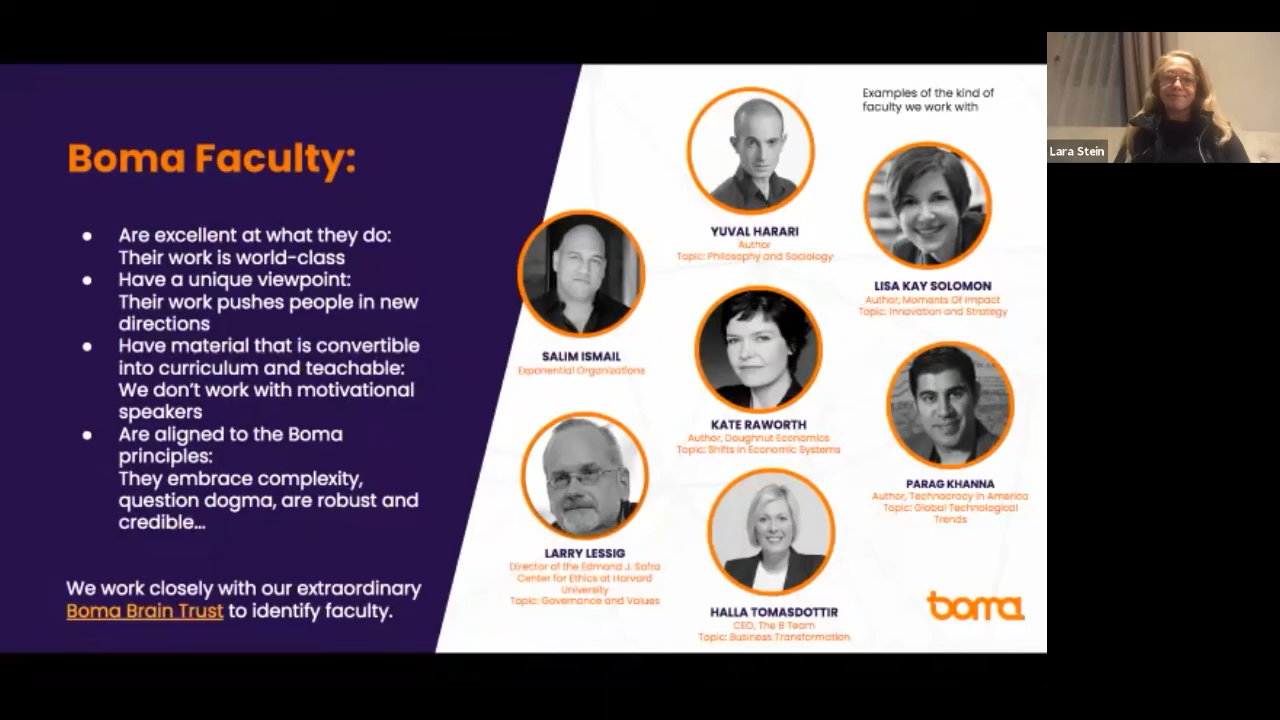 Boma Faculty:
Are excellent at what they do:
Their work is world-class
Have a unique viewpoint:
Their work pushes people in new
directions
Have material that is convertible
into curriculum and teachable:
We don't work with motivational
speakers
Are aligned to the Boma
principles:
They embrace complexity,
question dogma, are robust and
credible...
We work closely with our extraordinary
Boma Brain Trust to identify faculty.
Examples of the kind of
faculty we work with
YUVAL HARARI
Author
Topic: Philosophy and Sociology
LISA KAY SOLOMON
Author, Moments Of Impact
Topic: Innovation and Strategy
SALIM ISMAIL
Exponential Organizations
KATE RAWORTH
Author, Doughnut Economics
Topic: Shifts in Economic Systems
PARAG KHANNA
Author, Technocracy in America
Topic: Global Technological
Trends
LARRY LESSIG
Director of the Edmond J. Safra
Center for Ethics at Harvard
University
Topic: Governance and Values
HALLA TOMASDOTTIR
CEO, The B Team
Topic: Business Transformation
boma
Lara Stein